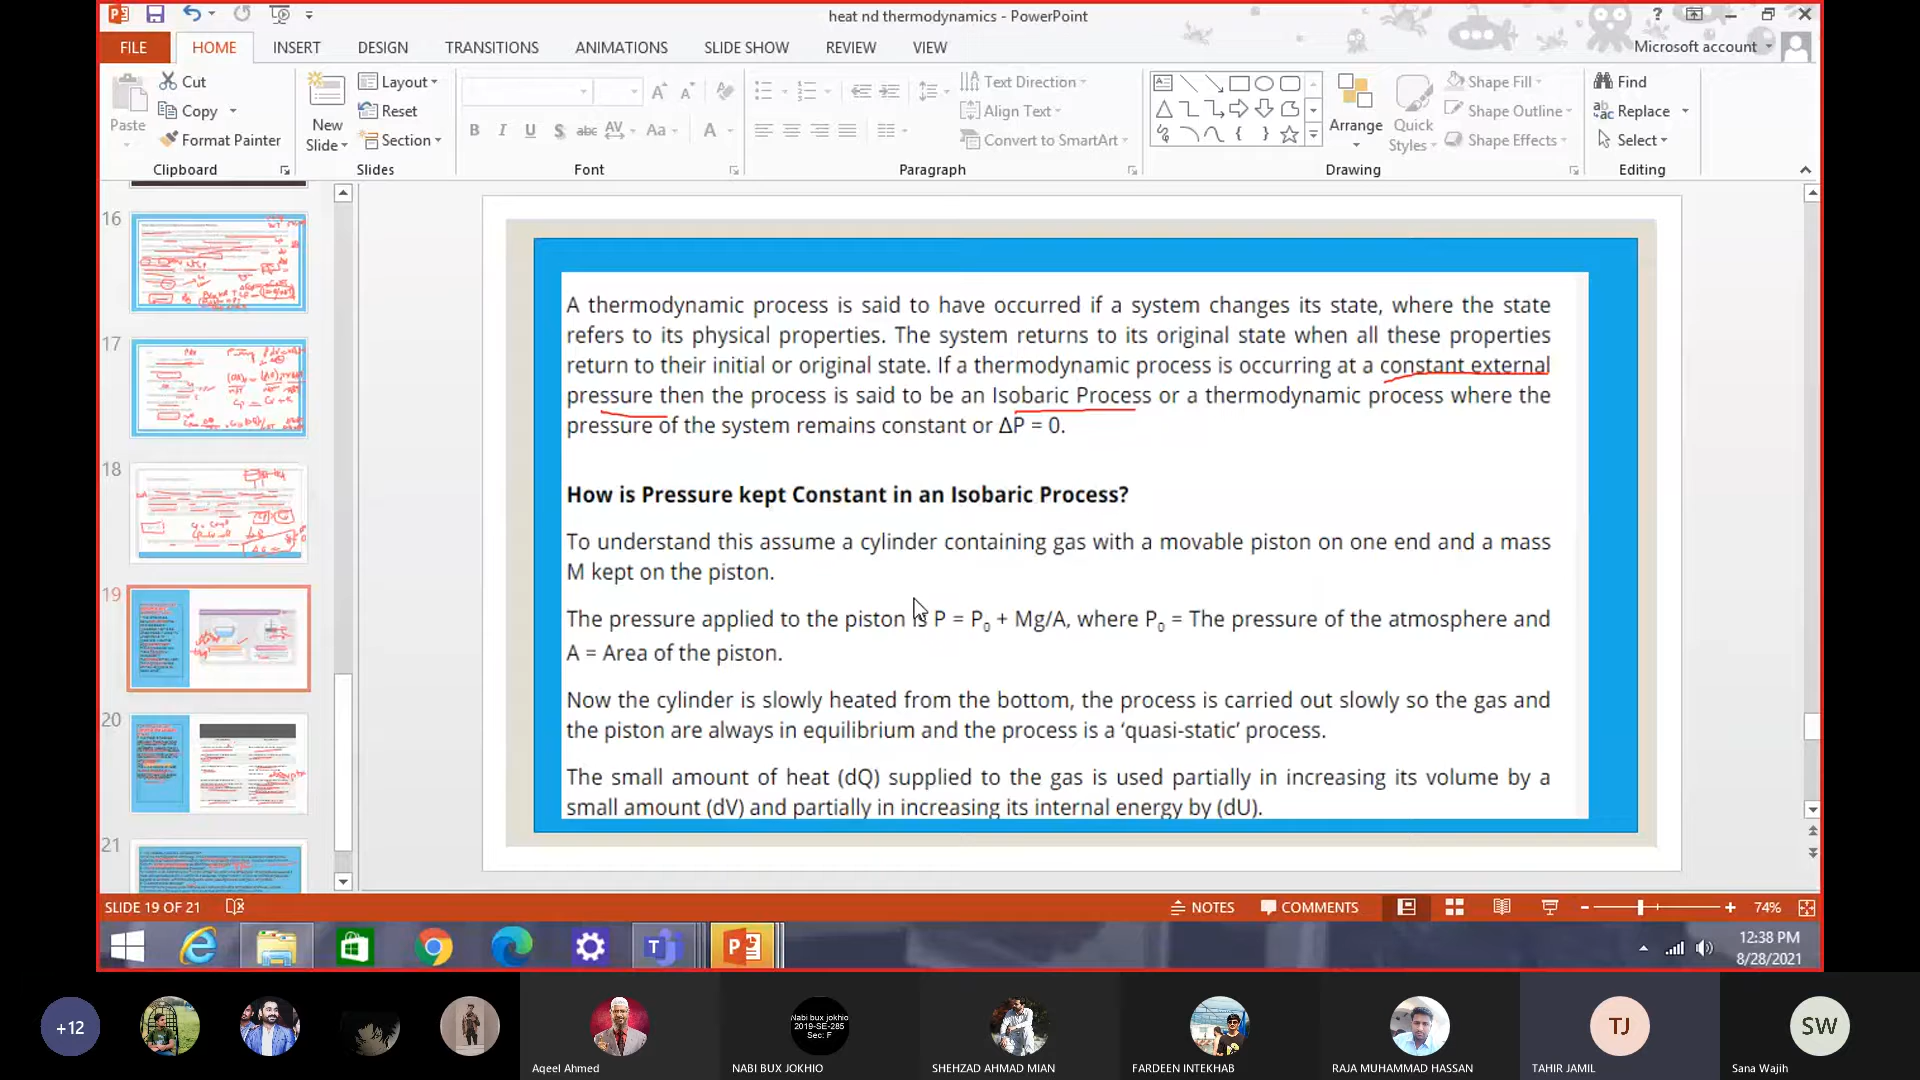 heat nd thermodynamics - PowerPoint
FILE HOME INSERT DESIGN TRANSITIONS ANIMATIONS SLIDE SHOW REVIEW VIEW
Microsoft account
Cut
Copy
Format Painter
Paste
Clipboard
New Slide
Layout
Reset
Section
Slides
B I U S abc AV Aa A
Font
Text Direction
Align Text
Convert to SmartArt
Paragraph
Arrange
Quick Styles
Shape Fill
Shape Outline
Shape Effects
Drawing
Find
Replace
Select
Editing
16
17
18
19
20
21
A thermodynamic process is said to have occurred if a system changes its state, where the state
refers to its physical properties. The system returns to its original state when all these properties
return to their initial or original state. If a thermodynamic process is occurring at a constant external
pressure then the process is said to be an Isobaric Process or a thermodynamic process where the
pressure of the system remains constant or ΔP = 0.
How is Pressure kept Constant in an Isobaric Process?
To understand this assume a cylinder containing gas with a movable piston on one end and a mass
M kept on the piston.
The pressure applied to the piston is P = P₀ + Mg/A, where P₀ = The pressure of the atmosphere and
A = Area of the piston.
Now the cylinder is slowly heated from the bottom, the process is carried out slowly so the gas and
the piston are always in equilibrium and the process is a ‘quasi-static’ process.
The small amount of heat (dQ) supplied to the gas is used partially in increasing its volume by a
small amount (dV) and partially in increasing its internal energy by (dU).
SLIDE 19 OF 21
NOTES COMMENTS 74%
12:38 PM
8/28/2021
+12
Nabi bux jokhio
2019-SE-285
Sec: F
TJ
SW
Aqeel Ahmed
NABI BUX JOKHIO
SHEHZAD AHMAD MIAN
FARDEEN INTEKHAB
RAJA MUHAMMAD HASSAN
TAHIR JAMIL
Sana Wajih